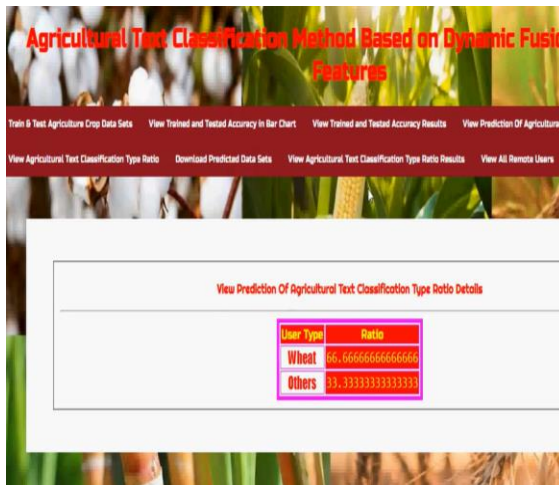 Agricultural Text Classification Method Based on Dynamic Fusio
Features
Train & Test Agriculture Crop Data Sets View Trained and Tested Accuracy in Bar Chart View Trained and Tested Accuracy Results View Prediction Of Agricultura
View Agricultural Text Classification Type Ratio Download Predicted Data Sets View Agricultural Text Classification Type Ratio Results View All Remote Users
View Prediction Of Agricultural Text Classification Type Ratio Details
User Type Ratio
Wheat 66.66666666666666
Others 33.33333333333333